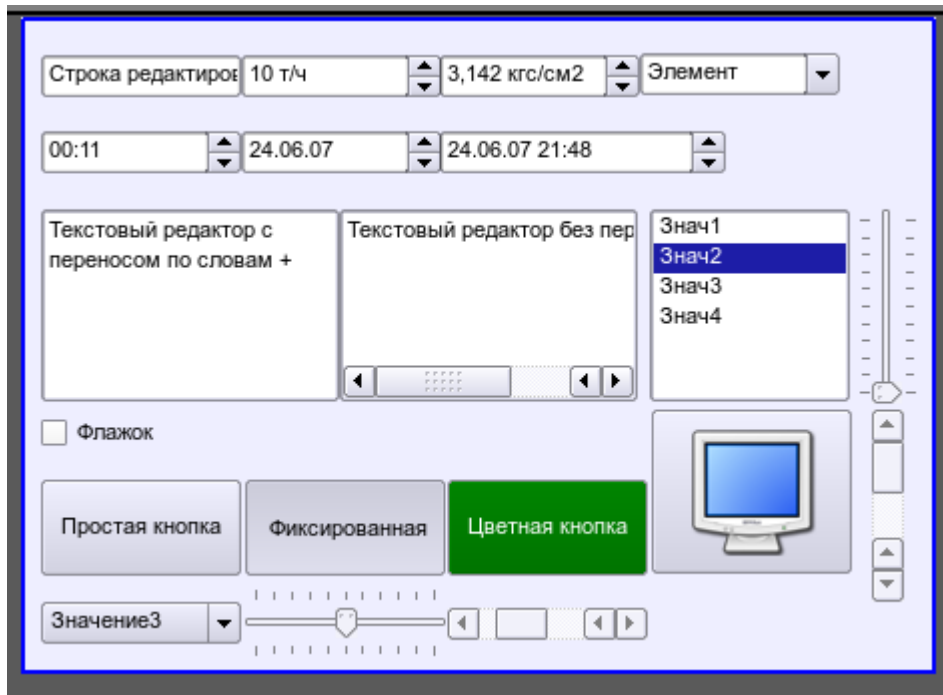 Строка редактиров
10 т/ч
3,142 кгс/см2
Элемент
00:11
24.06.07
24.06.07 21:48
Текстовый редактор с
переносом по словам +
Текстовый редактор без пер
Знач1
Знач2
Знач3
Знач4
Флажок
Простая кнопка
Фиксированная
Цветная кнопка
Значение3